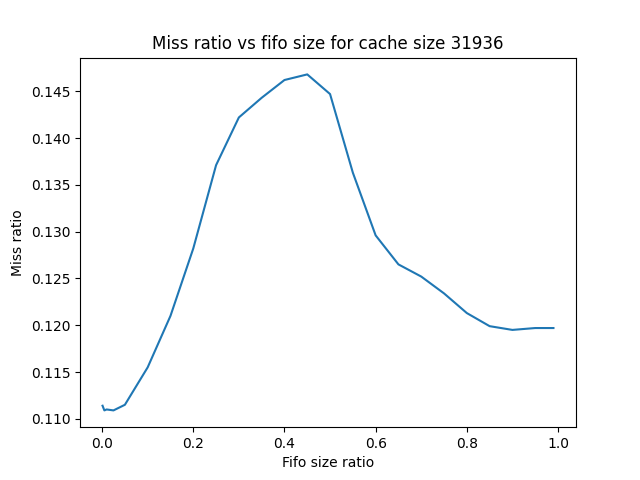 Miss ratio vs fifo size for cache size 31936
Miss ratio
0.145
0.140
0.135
0.130
0.125
0.120
0.115
0.110
0.0 0.2 0.4 0.6 0.8 1.0
Fifo size ratio